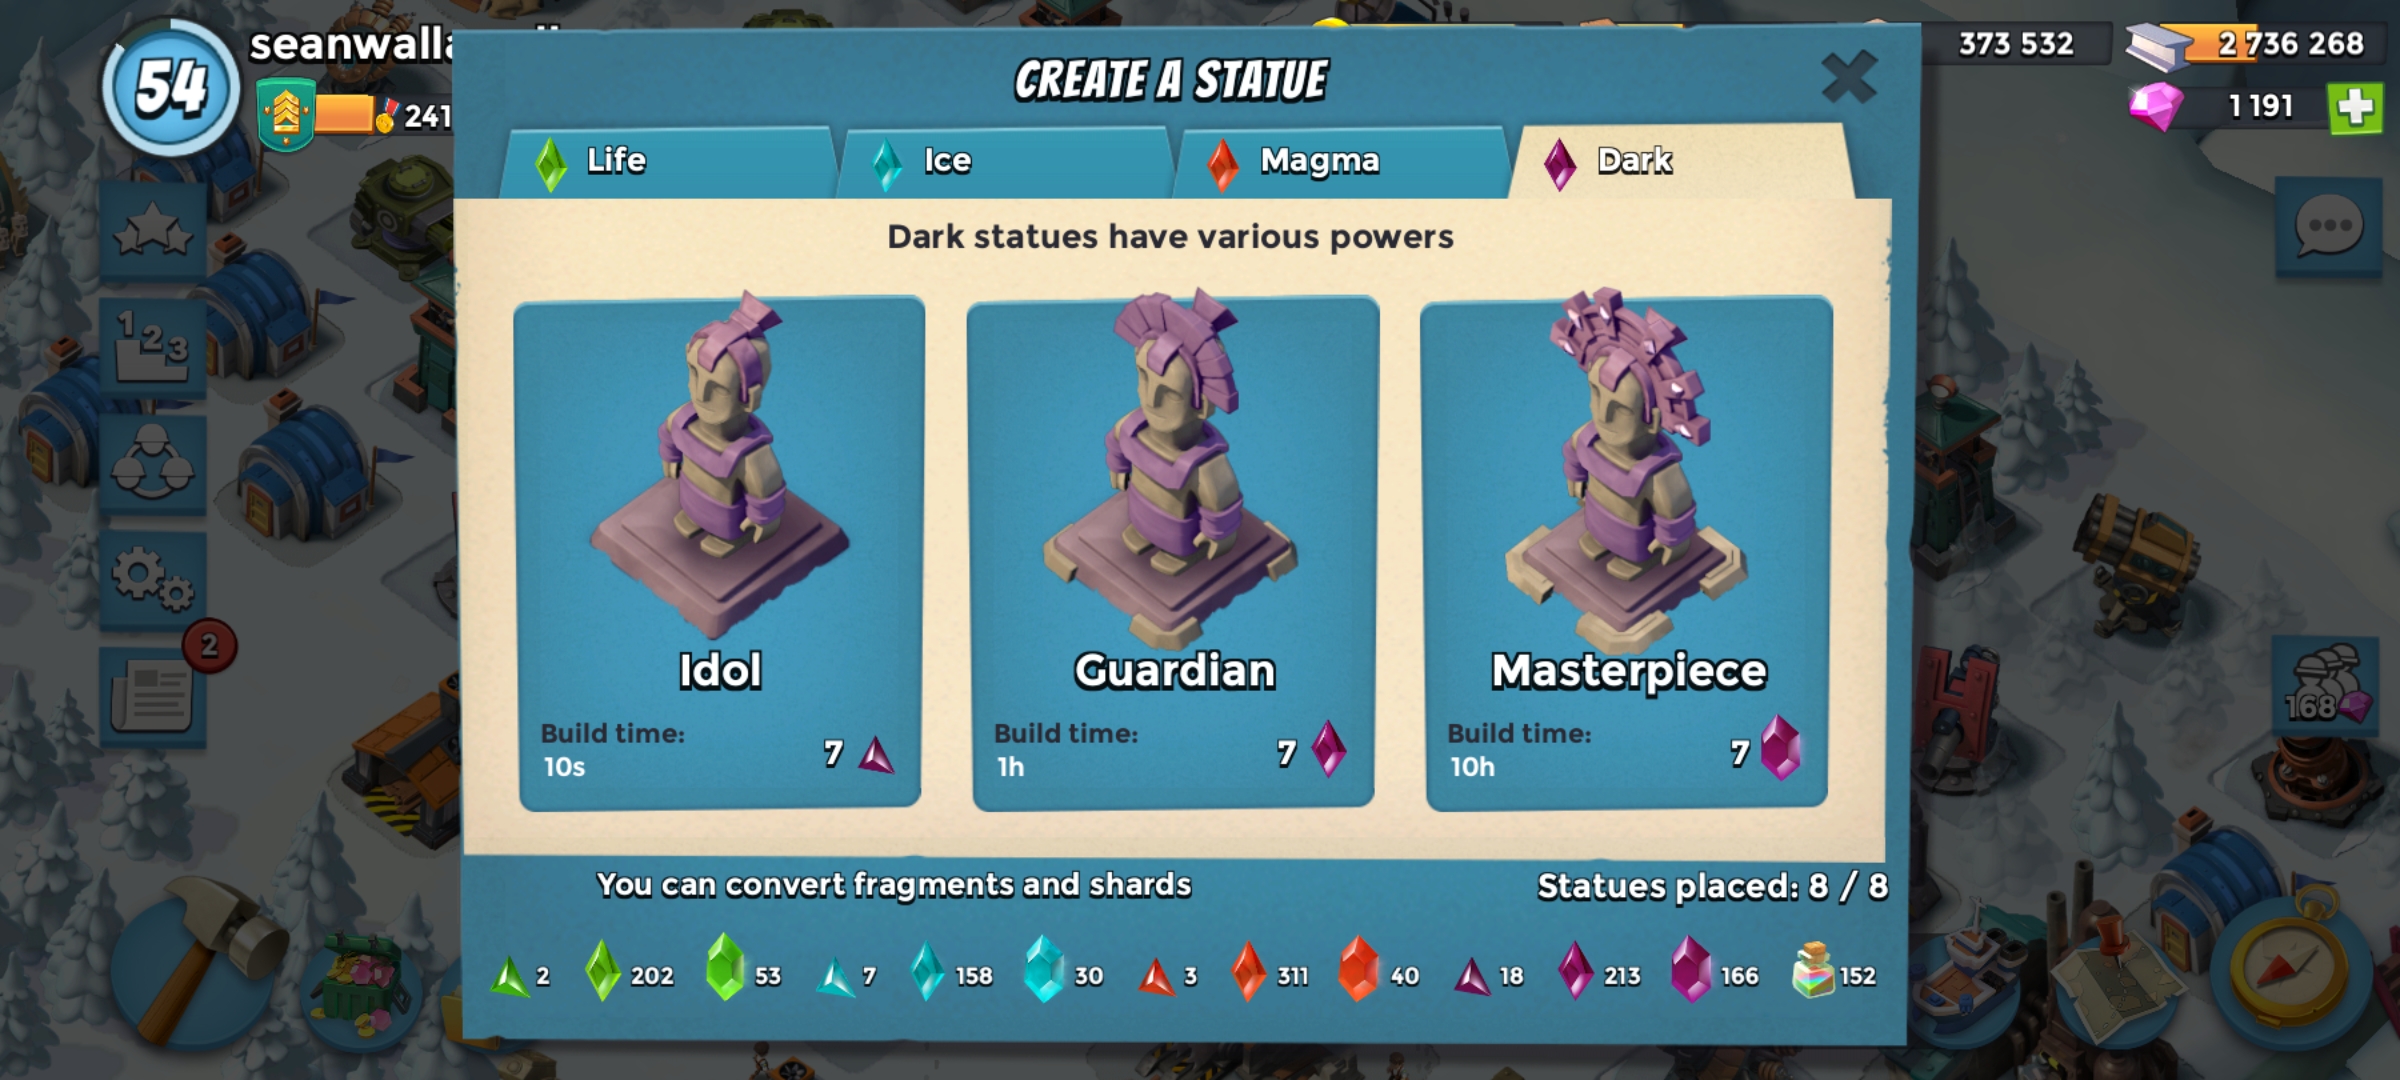 54
241
373 532
2 736 268
1 191
CREATE A STATUE
Life
Ice
Magma
Dark
Dark statues have various powers
Idol
Build time:
10s
7
Guardian
Build time:
1h
7
Masterpiece
Build time:
10h
7
1 2 3
2
168
You can convert fragments and shards
Statues placed: 8 / 8
2 202 53 7 158 30 3 311 40 18 213 166 152